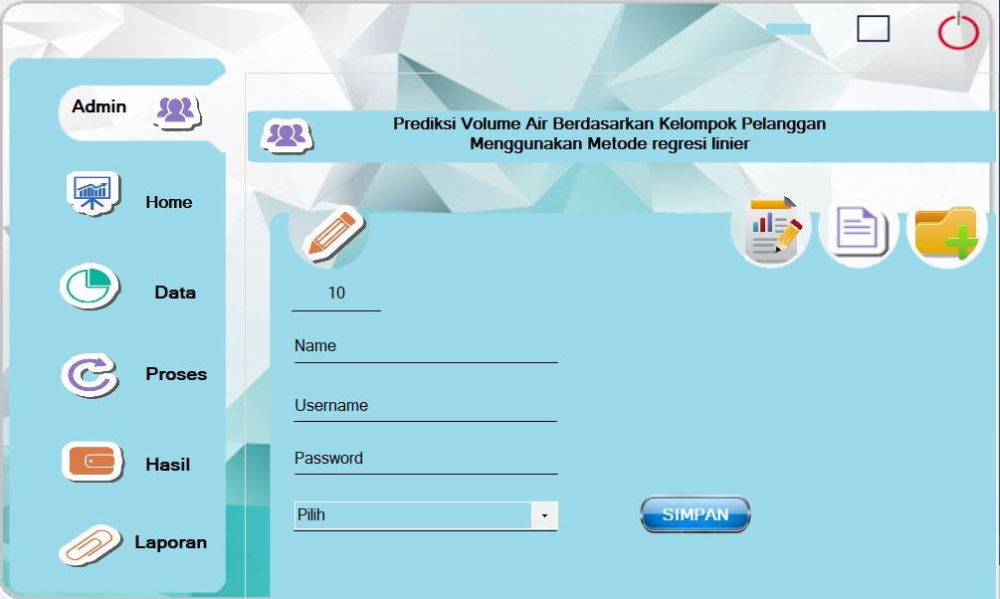 Admin
Home
Data
Proses
Hasil
Laporan
Prediksi Volume Air Berdasarkan Kelompok Pelanggan
Menggunakan Metode regresi linier
10
Name
Username
Password
Pilih
SIMPAN